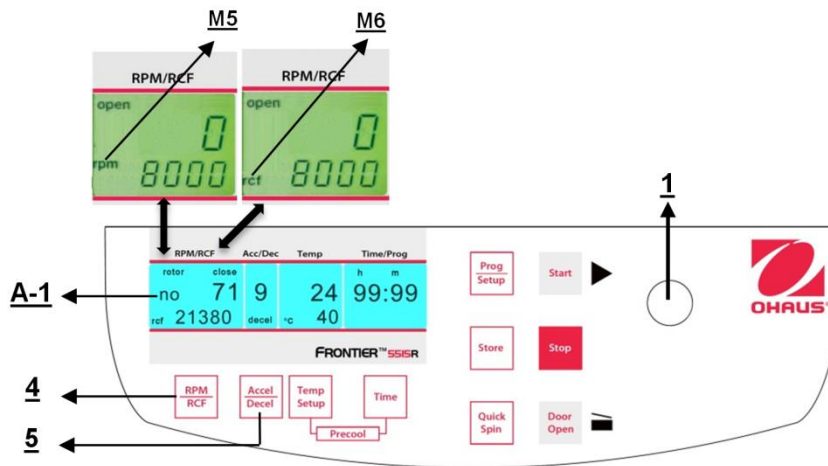 M5
M6
RPM/RCF
open
0
rpm
8000
RPM/RCF
open
0
rcf
8000
1
RPM/RCF Acc/Dec Temp Time/Prog
rotor close h m
no 71 9 24 99:99
rcf 21380 decel °C 40
A-1
FRONTIER™ 5515R
4
RPM
RCF
Accel
Decel
Temp
Setup
Time
Precool
5
Prog
Setup
Start
Store
Stop
Quick
Spin
Door
Open
OHAUS®